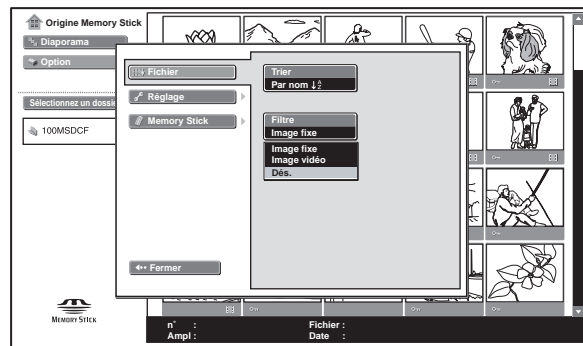 Origine Memory Stick
Diaporama
Option
Sélectionnez un dossie
100MSDCF
Fichier
Réglage
Memory Stick
Fermer
Trier
Par nom
Filtre
Image fixe
Image fixe
Image vidéo
Dés.
MEMORY STICK
n° :
Ampl :
Fichier :
Date :